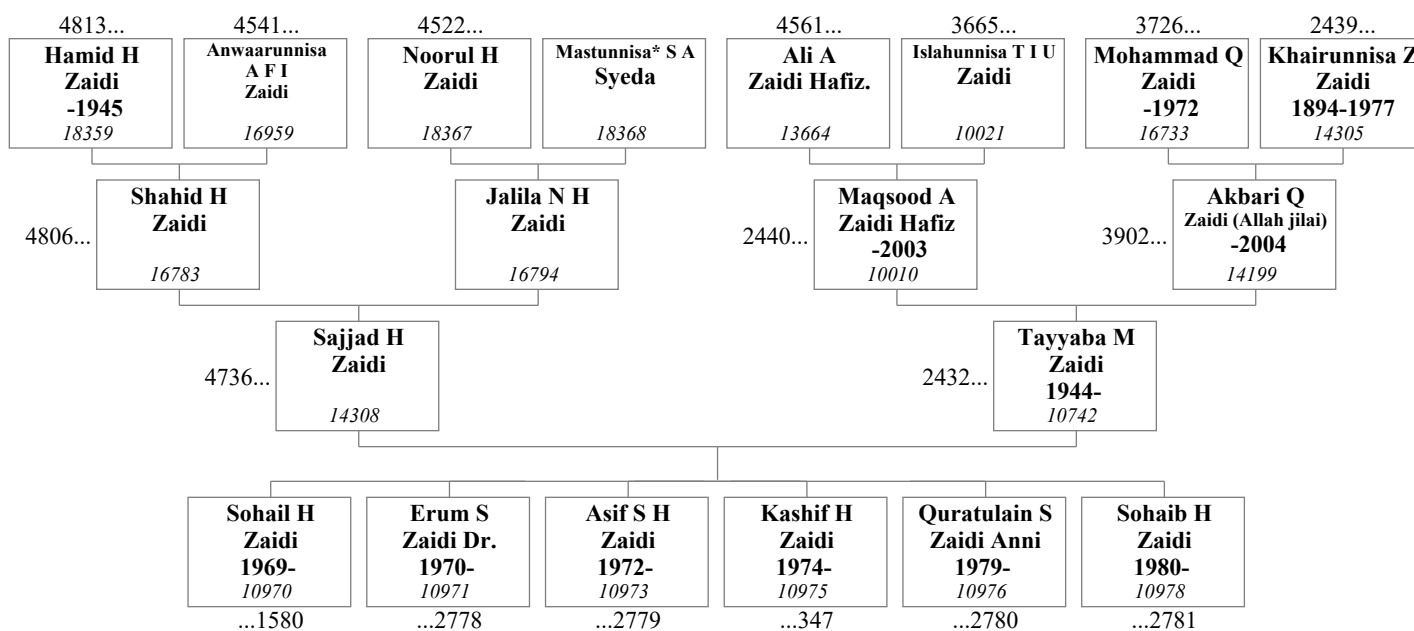 4813...
4541...
4522...
4561...
3665...
3726...
2439...
Hamid H
Zaidi
-1945
18359
Anwaarunnisa
A F I
Zaidi
16959
Noorul H
Zaidi
18367
Mastunnisa* S A
Syeda
18368
Ali A
Zaidi Hafiz.
13664
Islahunnisa T I U
Zaidi
10021
Mohammad Q
Zaidi
-1972
16733
Khairunnisa Z
Zaidi
1894-1977
14305
4806...
Shahid H
Zaidi
16783
Jalila N H
Zaidi
16794
2440...
Maqsood A
Zaidi Hafiz
-2003
10010
3902...
Akbari Q
Zaidi (Allah jilai)
-2004
14199
4736...
Sajjad H
Zaidi
14308
2432...
Tayyaba M
Zaidi
1944-
10742
Sohail H
Zaidi
1969-
10970
...1580
Erum S
Zaidi Dr.
1970-
10971
...2778
Asif S H
Zaidi
1972-
10973
...2779
Kashif H
Zaidi
1974-
10975
...347
Quratulain S
Zaidi Anni
1979-
10976
...2780
Sohaib H
Zaidi
1980-
10978
...2781